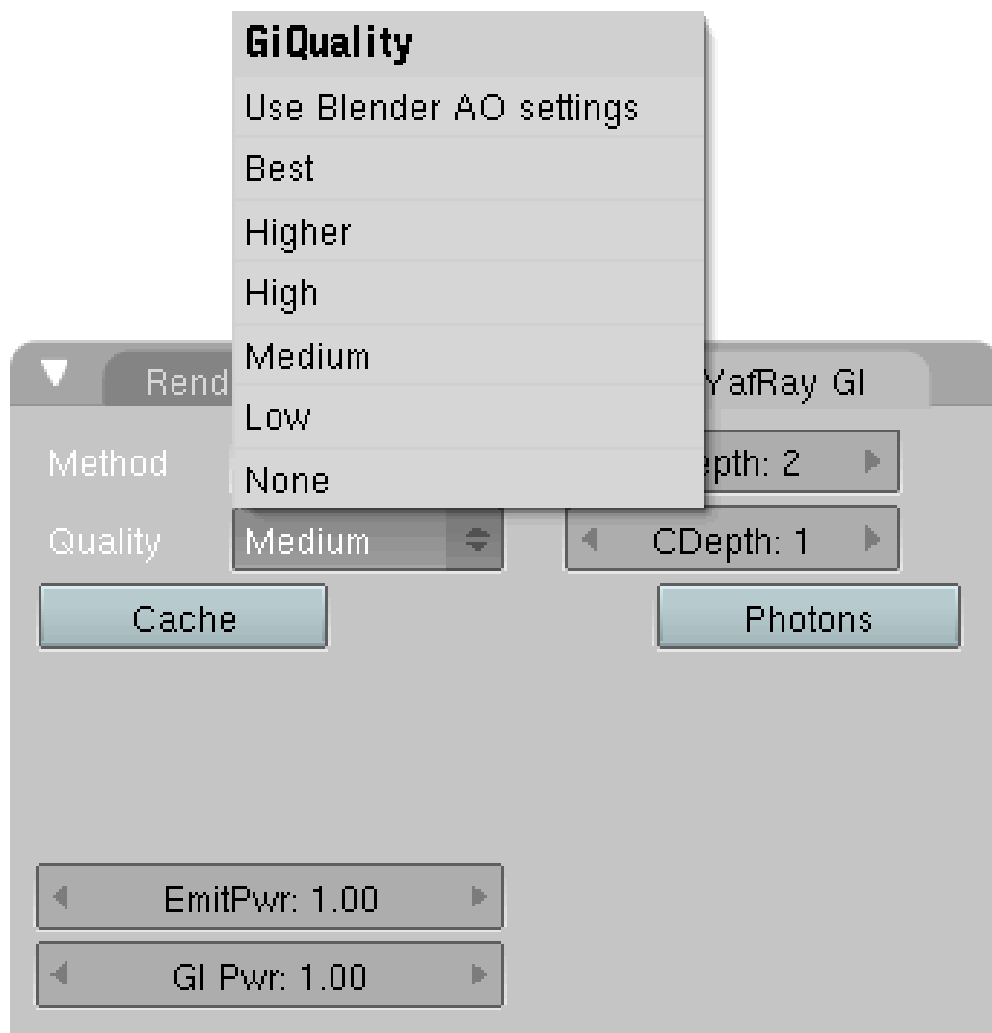 GiQuality
Use Blender AO settings
Best
Higher
High
Medium
Low
None
Rend
YafRay GI
Method
epth: 2
Quality
Medium
CDepth: 1
Cache
Photons
EmitPwr: 1.00
GI Pwr: 1.00